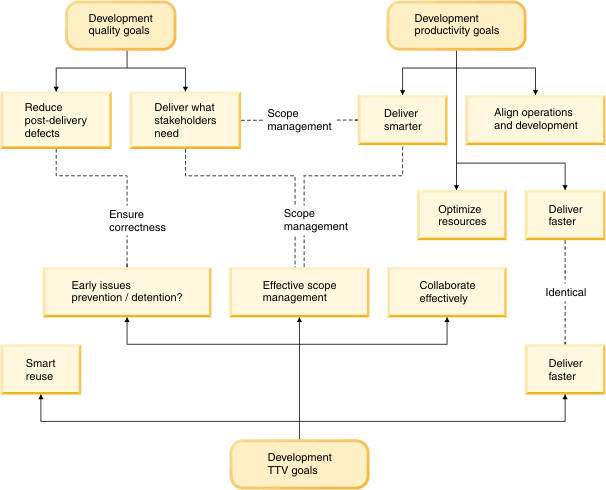 Development
quality goals
Development
productivity goals
Reduce
post-delivery
defects
Deliver what
stakeholders
need
Scope
management
Deliver
smarter
Align operations
and development
Ensure
correctness
Scope
management
Optimize
resources
Deliver
faster
Early issues
prevention / detention?
Effective scope
management
Collaborate
effectively
Identical
Smart
reuse
Deliver
faster
Development
TTV goals